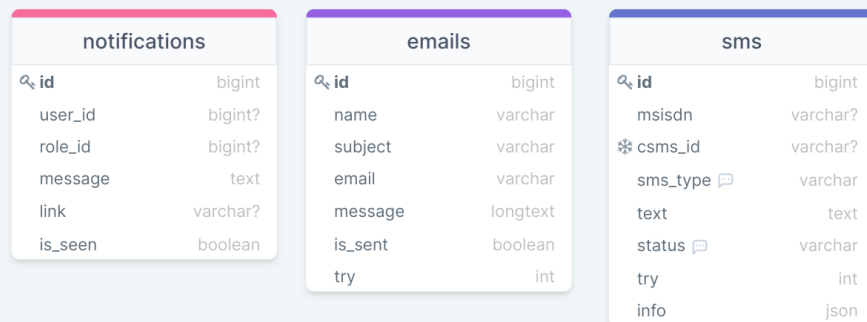 notifications
id bigint
user_id bigint?
role_id bigint?
message text
link varchar?
is_seen boolean
emails
id bigint
name varchar
subject varchar
email varchar
message longtext
is_sent boolean
try int
sms
id bigint
msisdn varchar?
csms_id varchar?
sms_type varchar
text text
status varchar
try int
info json